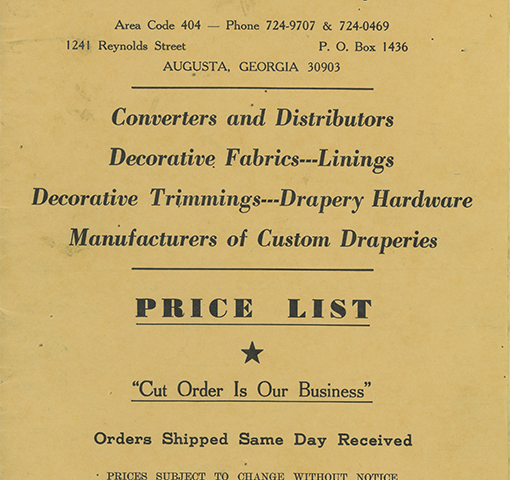 Area Code 404 — Phone 724-9707 & 724-0469
1241 Reynolds Street P. O. Box 1436
AUGUSTA, GEORGIA 30903
Converters and Distributors
Decorative Fabrics---Linings
Decorative Trimmings---Drapery Hardware
Manufacturers of Custom Draperies
PRICE LIST
“Cut Order Is Our Business”
Orders Shipped Same Day Received
PRICES SUBJECT TO CHANGE WITHOUT NOTICE